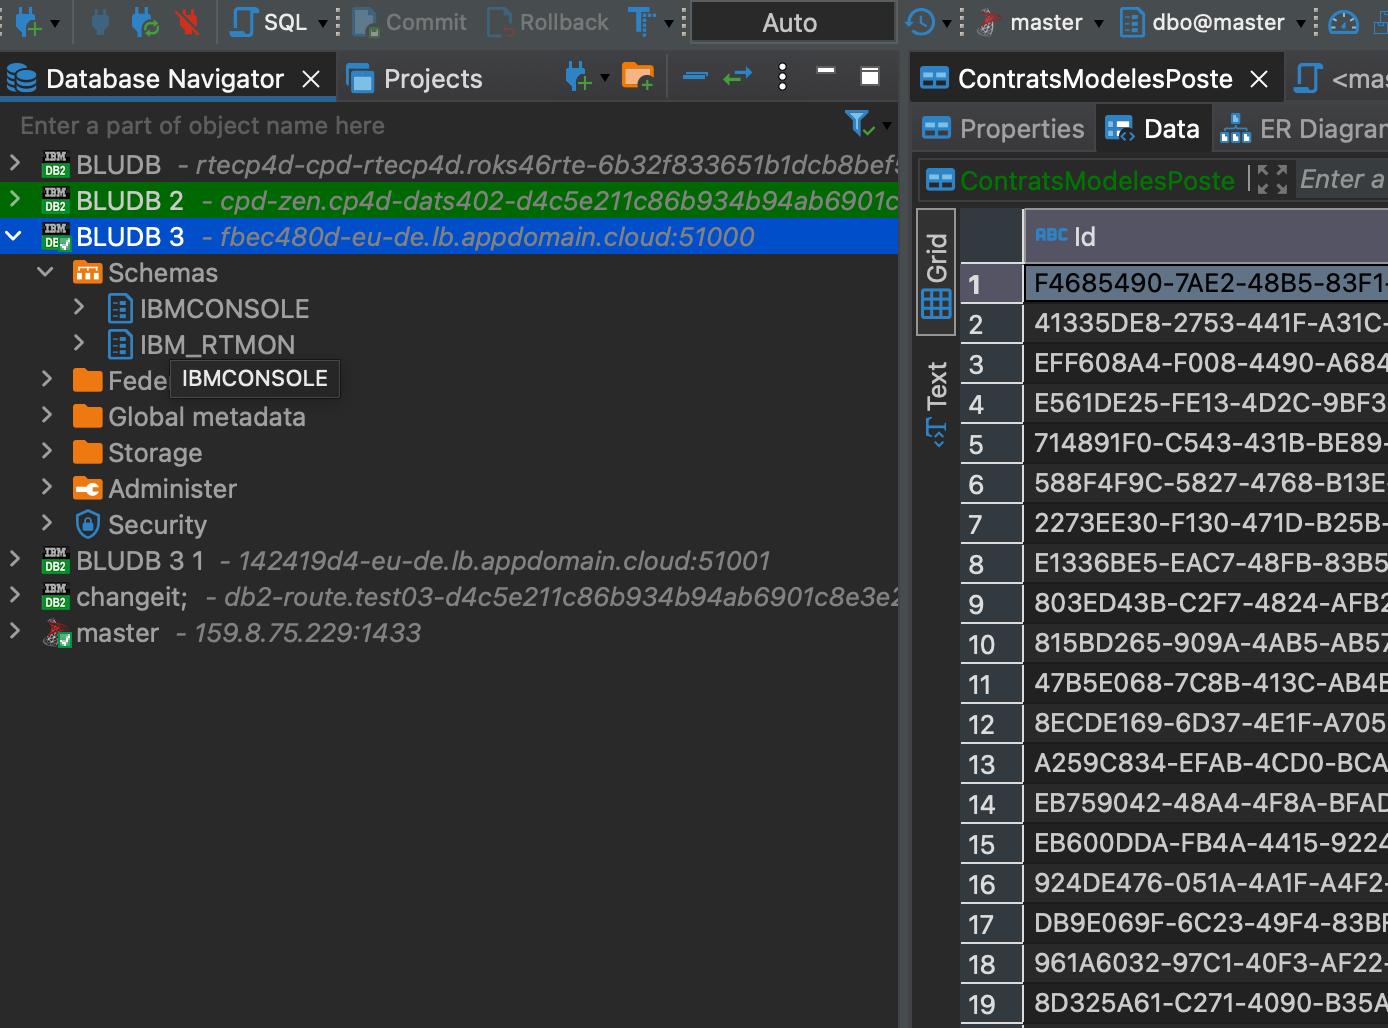 SQL Commit Rollback Auto master dbo@master
Database Navigator Projects
Enter a part of object name here
BLUDB - rtecp4d-cpd-rtecp4d.roks46rte-6b32f833651b1dcb8bef5
BLUDB 2 - cpd-zen.cp4d-dats402-d4c5e211c86b934b94ab6901c
BLUDB 3 - fbec480d-eu-de.lb.appdomain.cloud:51000
Schemas
IBMCONSOLE
IBM_RTMON
Feder
IBMCONSOLE
Global metadata
Storage
Administer
Security
BLUDB 3 1 - 142419d4-eu-de.lb.appdomain.cloud:51001
changeit; - db2-route.test03-d4c5e211c86b934b94ab6901c8e3e2
master - 159.8.75.229:1433
ContratsModelesPoste <mas
Properties Data ER Diagram
ContratsModelesPoste Enter a
Grid
Text
ABC Id
1 F4685490-7AE2-48B5-83F1-
2 41335DE8-2753-441F-A31C-
3 EFF608A4-F008-4490-A684
4 E561DE25-FE13-4D2C-9BF3
5 714891F0-C543-431B-BE89-
6 588F4F9C-5827-4768-B13E
7 2273EE30-F130-471D-B25B-
8 E1336BE5-EAC7-48FB-83B5
9 803ED43B-C2F7-4824-AFB2
10 815BD265-909A-4AB5-AB57
11 47B5E068-7C8B-413C-AB4E
12 8ECDE169-6D37-4E1F-A705
13 A259C834-EFAB-4CD0-BCA
14 EB759042-48A4-4F8A-BFAD
15 EB600DDA-FB4A-4415-9224
16 924DE476-051A-4A1F-A4F2-
17 DB9E069F-6C23-49F4-83BF
18 961A6032-97C1-40F3-AF22-
19 8D325A61-C271-4090-B35A